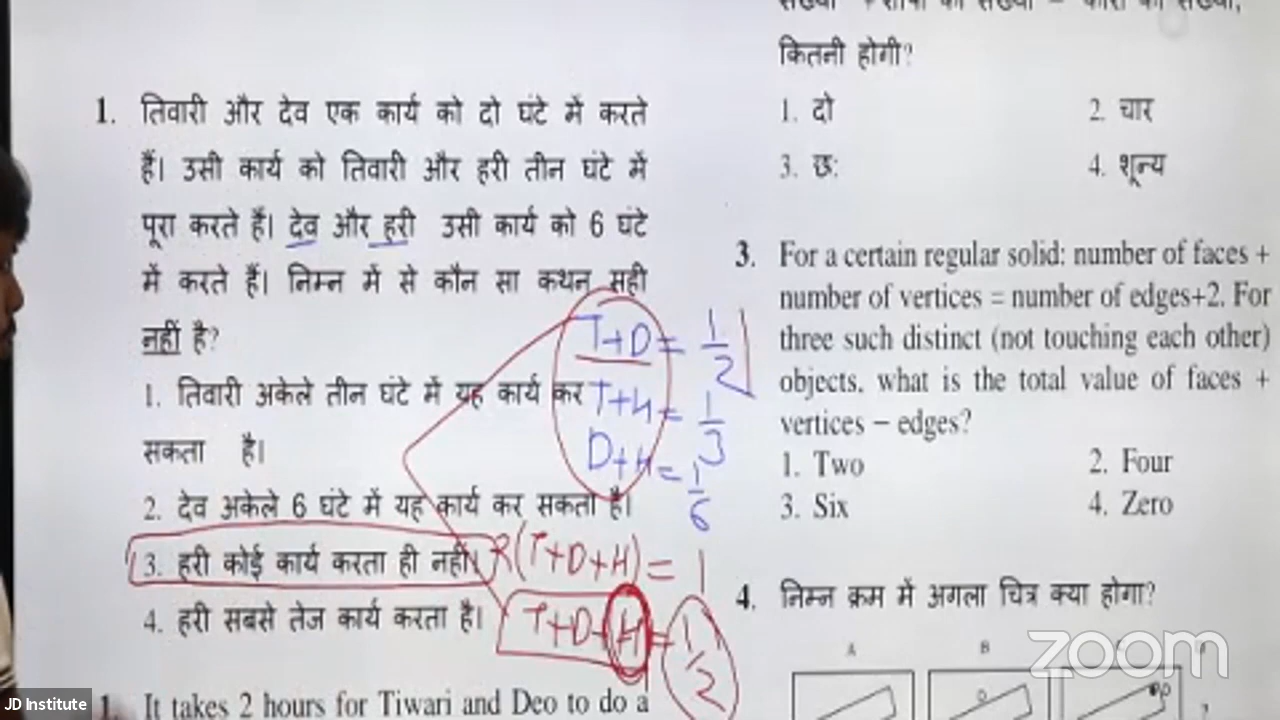 1. तिवारी और देव एक कार्य को दो घंटे में करते
हैं। उसी कार्य को तिवारी और हरी तीन घंटे में
पूरा करते हैं। देव और हरी उसी कार्य को 6 घंटे
में करते हैं। निम्न में से कौन सा कथन सही
नहीं है?
1. तिवारी अकेले तीन घंटे में यह कार्य कर
सकता है।
2. देव अकेले 6 घंटे में यह कार्य कर सकता है।
3. हरी कोई कार्य करता ही नहीं।
4. हरी सबसे तेज कार्य करता है।
1. It takes 2 hours for Tiwari and Deo to do a
T+D = 1/2
T+H = 1/3
D+H = 1/6
2(T+D+H) = 1
T+D+H = 1/2
कितनी होगी?
1. दो 2. चार
3. छः 4. शून्य
3. For a certain regular solid: number of faces +
number of vertices = number of edges+2. For
three such distinct (not touching each other)
objects. what is the total value of faces +
vertices − edges?
1. Two 2. Four
3. Six 4. Zero
4. निम्न क्रम में अगला चित्र क्या होगा?
A B
zoom
JD Institute